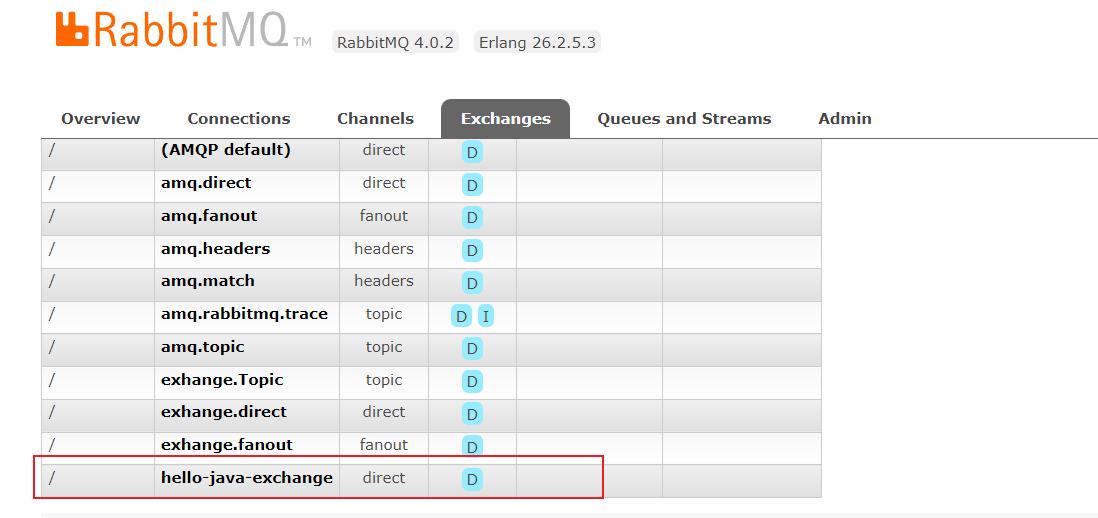 RabbitMQ TM RabbitMQ 4.0.2 Erlang 26.2.5.3
Overview Connections Channels Exchanges Queues and Streams Admin
/ (AMQP default) direct D
/ amq.direct direct D
/ amq.fanout fanout D
/ amq.headers headers D
/ amq.match headers D
/ amq.rabbitmq.trace topic D I
/ amq.topic topic D
/ exhange.Topic topic D
/ exhange.direct direct D
/ exhange.fanout fanout D
/ hello-java-exchange direct D